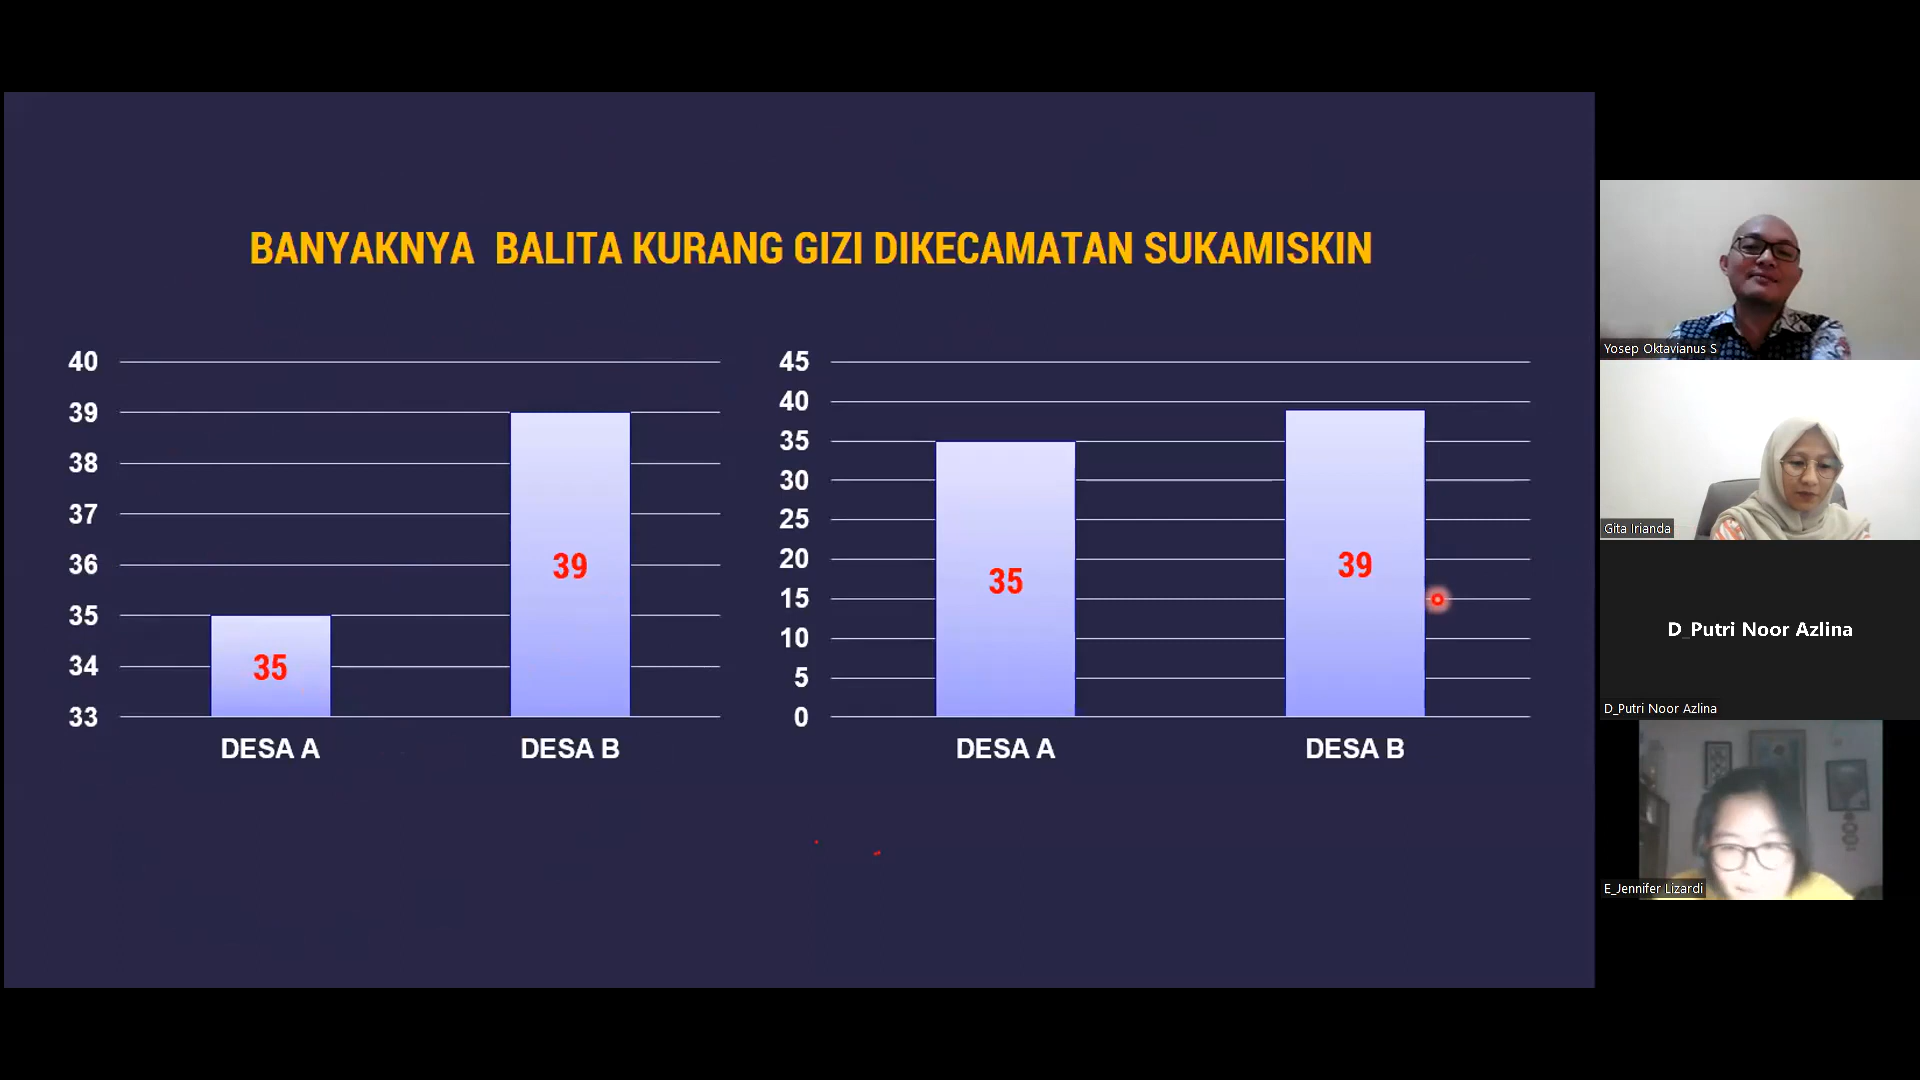 BANYAKNYA  BALITA KURANG GIZI DIKECAMATAN SUKAMISKIN
40
39
38
37
36
35
34
33
35
39
DESA A
DESA B
45
40
35
30
25
20
15
10
5
0
35
39
DESA A
DESA B
Yosep Oktavianus S
Gita Irianda
D_Putri Noor Azlina
D_Putri Noor Azlina
E_Jennifer Lizardi